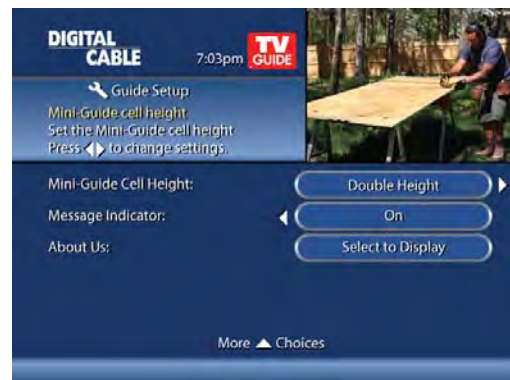 DIGITAL
CABLE
7:03pm
TV
GUIDE
Guide Setup
Mini-Guide cell height
Set the Mini-Guide cell height
Press to change settings.
Mini-Guide Cell Height: Double Height
Message Indicator: On
About Us: Select to Display
More Choices